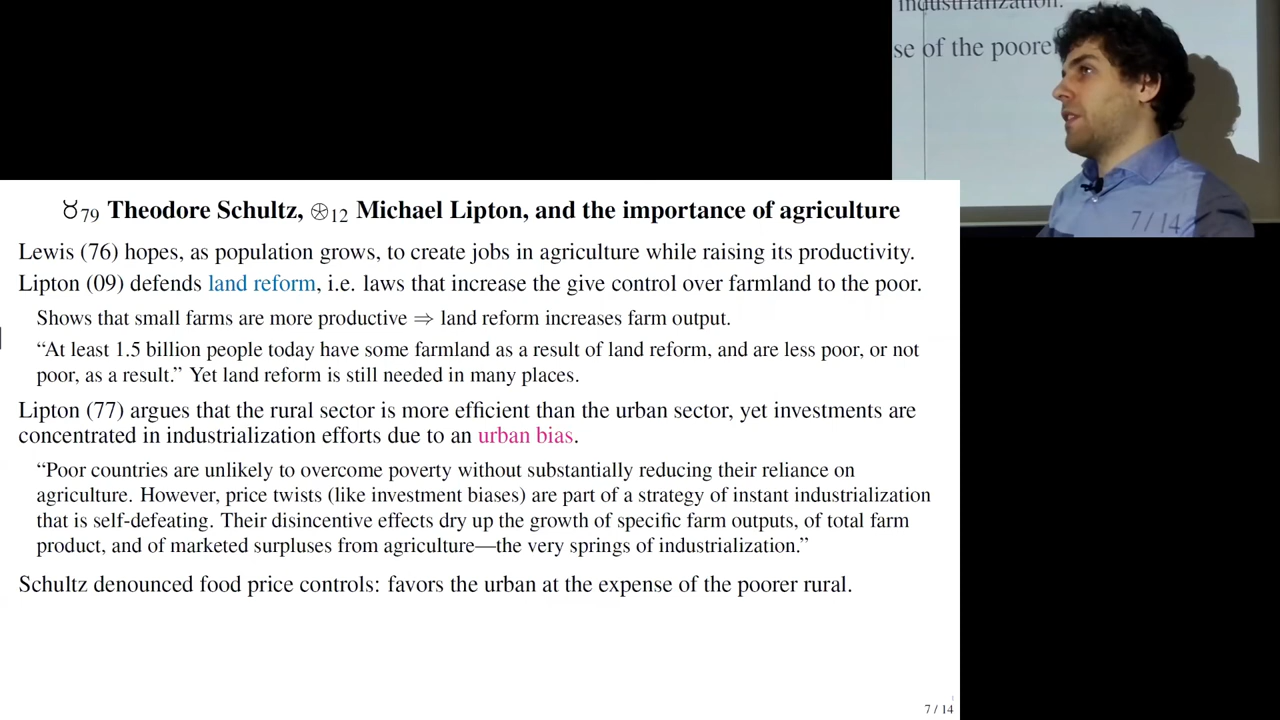 industrialization.
se of the poore
7/14
♉79 Theodore Schultz, ⊛12 Michael Lipton, and the importance of agriculture
Lewis (76) hopes, as population grows, to create jobs in agriculture while raising its productivity.
Lipton (09) defends land reform, i.e. laws that increase the give control over farmland to the poor.
Shows that small farms are more productive ⇒ land reform increases farm output.
“At least 1.5 billion people today have some farmland as a result of land reform, and are less poor, or not
poor, as a result.” Yet land reform is still needed in many places.
Lipton (77) argues that the rural sector is more efficient than the urban sector, yet investments are
concentrated in industrialization efforts due to an urban bias.
“Poor countries are unlikely to overcome poverty without substantially reducing their reliance on
agriculture. However, price twists (like investment biases) are part of a strategy of instant industrialization
that is self-defeating. Their disincentive effects dry up the growth of specific farm outputs, of total farm
product, and of marketed surpluses from agriculture—the very springs of industrialization.”
Schultz denounced food price controls: favors the urban at the expense of the poorer rural.
7 / 14